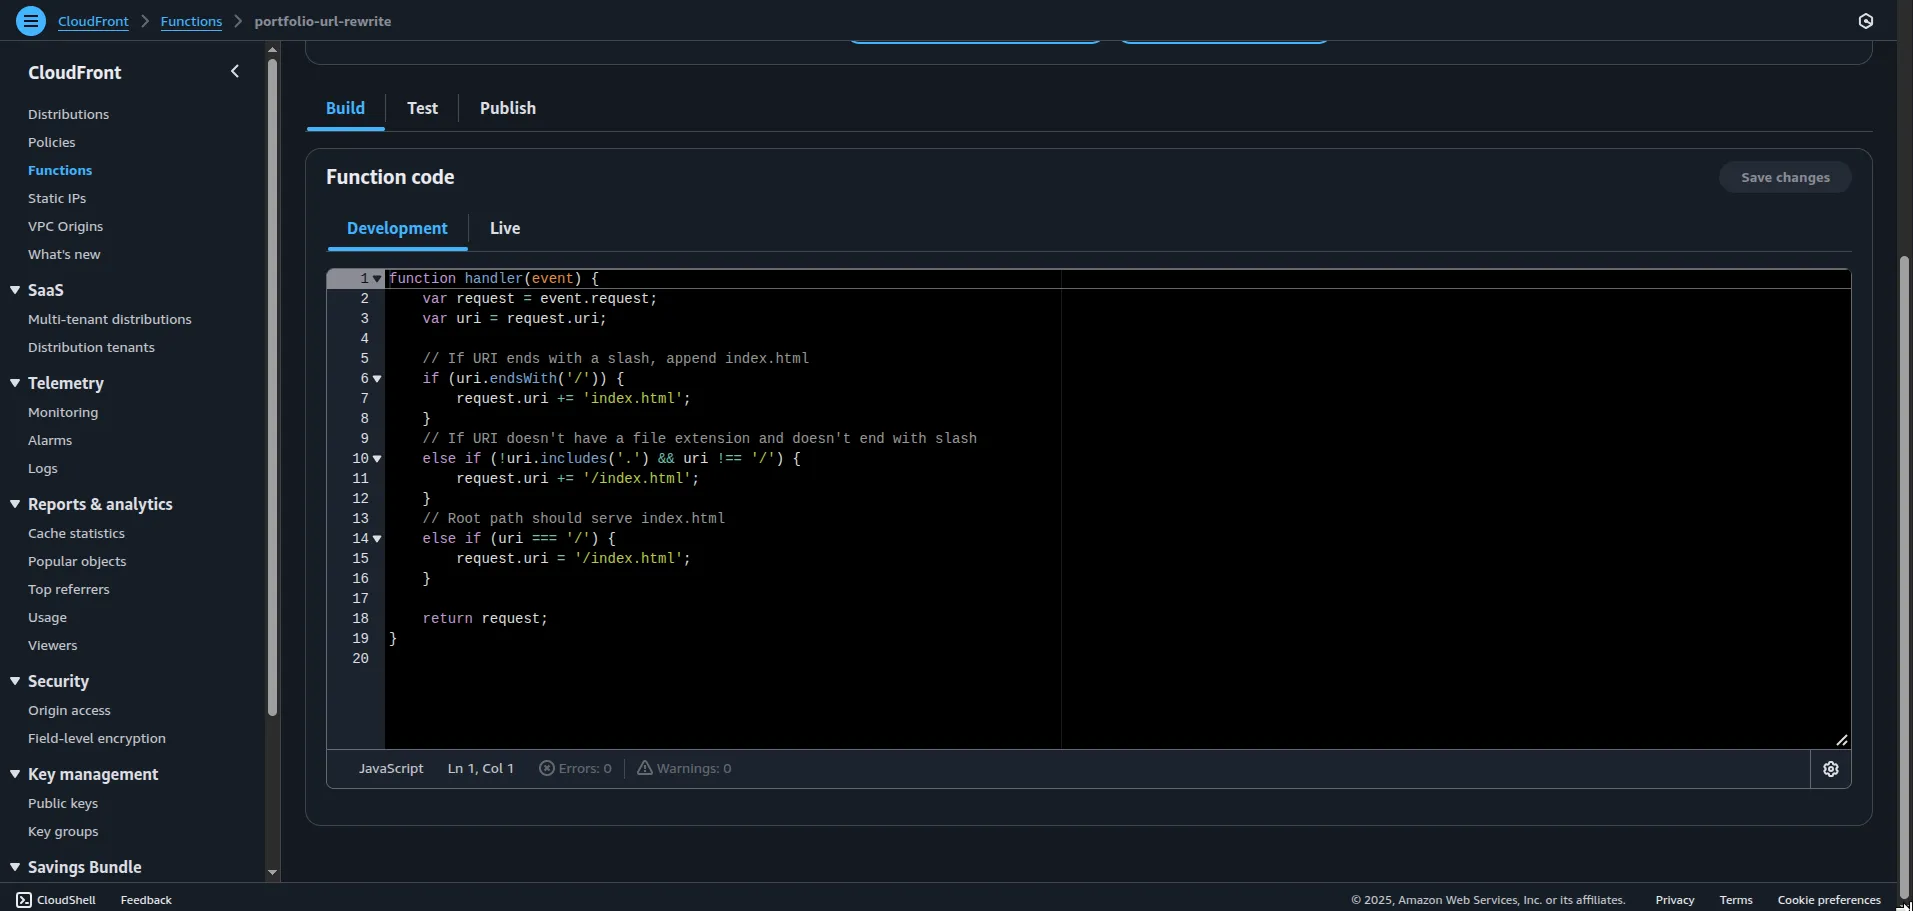 CloudFront > Functions > portfolio-url-rewrite
CloudFront
Distributions
Policies
Functions
Static IPs
VPC Origins
What's new
SaaS
Multi-tenant distributions
Distribution tenants
Telemetry
Monitoring
Alarms
Logs
Reports & analytics
Cache statistics
Popular objects
Top referrers
Usage
Viewers
Security
Origin access
Field-level encryption
Key management
Public keys
Key groups
Savings Bundle
Build
Test
Publish
Function code
Save changes
Development
Live
1 function handler(event) {
2     var request = event.request;
3     var uri = request.uri;
4
5     // If URI ends with a slash, append index.html
6     if (uri.endsWith('/')) {
7         request.uri += 'index.html';
8     }
9     // If URI doesn't have a file extension and doesn't end with slash
10     else if (!uri.includes('.') && uri !== '/') {
11         request.uri += '/index.html';
12     }
13     // Root path should serve index.html
14     else if (uri === '/') {
15         request.uri = '/index.html';
16     }
17
18     return request;
19 }
20
JavaScript Ln 1, Col 1 Errors: 0 Warnings: 0
CloudShell Feedback © 2025, Amazon Web Services, Inc. or its affiliates. Privacy Terms Cookie preferences